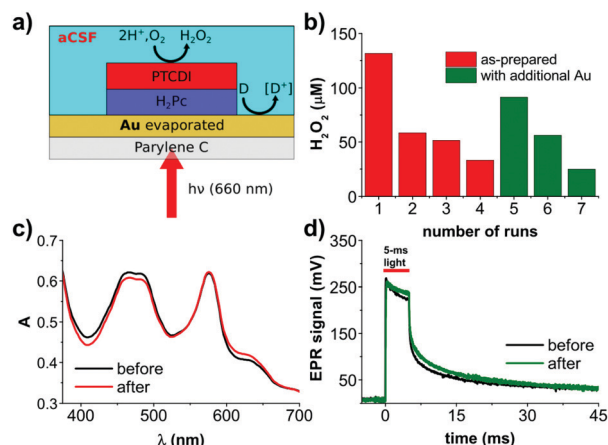 a)
aCSF
2H⁺,O₂ H₂O₂
PTCDI
D [D⁺]
H₂Pc
Au evaporated
Parylene C
hν (660 nm)
b)
150
100
50
0
H₂O₂ (μM)
as-prepared
with additional Au
1 2 3 4 5 6 7
number of runs
c)
0.7
0.6
0.5
0.4
0.3
A
before
after
400 500 600 700
λ (nm)
d)
350
250
150
50
EPR signal (mV)
5-ms
light
before
after
0 15 30 45
time (ms)